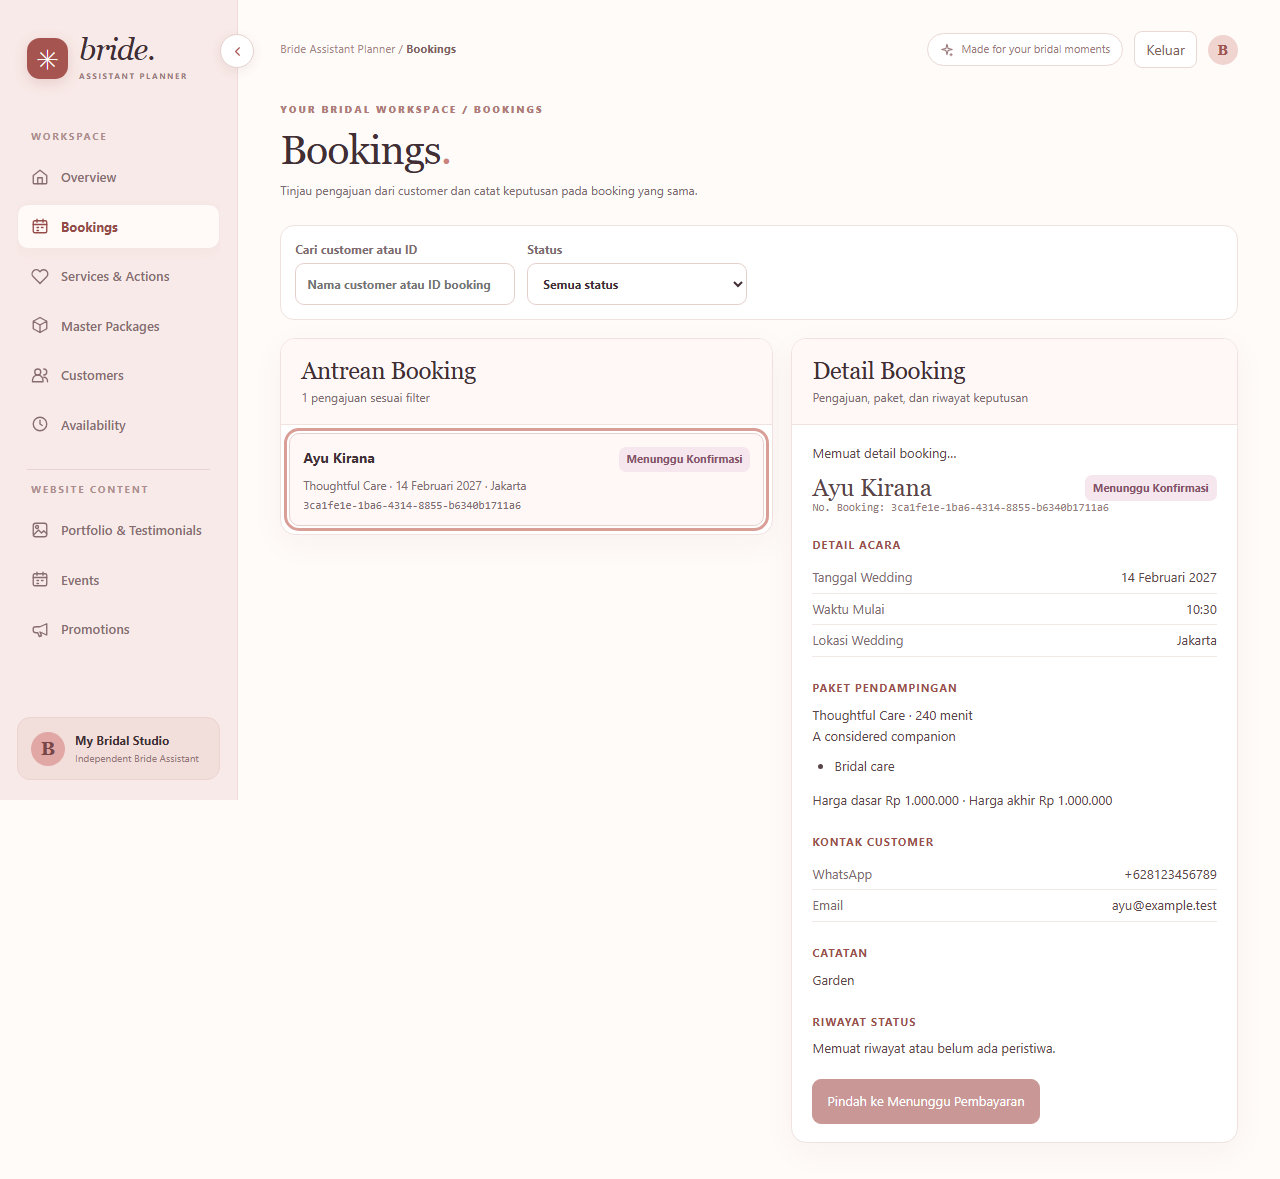 bride.
ASSISTANT PLANNER
WORKSPACE
Overview
Bookings
Services & Actions
Master Packages
Customers
Availability
WEBSITE CONTENT
Portfolio & Testimonials
Events
Promotions
B
My Bridal Studio
Independent Bride Assistant
Bride Assistant Planner / Bookings
Made for your bridal moments
Keluar
B
YOUR BRIDAL WORKSPACE / BOOKINGS
Bookings.
Tinjau pengajuan dari customer dan catat keputusan pada booking yang sama.
Cari customer atau ID
Nama customer atau ID booking
Status
Semua status
Antrean Booking
1 pengajuan sesuai filter
Ayu Kirana
Menunggu Konfirmasi
Thoughtful Care · 14 Februari 2027 · Jakarta
3ca1fe1e-1ba6-4314-8855-b6340b1711a6
Detail Booking
Pengajuan, paket, dan riwayat keputusan
Memuat detail booking...
Ayu Kirana
Menunggu Konfirmasi
No. Booking: 3ca1fe1e-1ba6-4314-8855-b6340b1711a6
DETAIL ACARA
Tanggal Wedding 14 Februari 2027
Waktu Mulai 10:30
Lokasi Wedding Jakarta
PAKET PENDAMPINGAN
Thoughtful Care · 240 menit
A considered companion
• Bridal care
Harga dasar Rp 1.000.000 · Harga akhir Rp 1.000.000
KONTAK CUSTOMER
WhatsApp +628123456789
Email ayu@example.test
CATATAN
Garden
RIWAYAT STATUS
Memuat riwayat atau belum ada peristiwa.
Pindah ke Menunggu Pembayaran